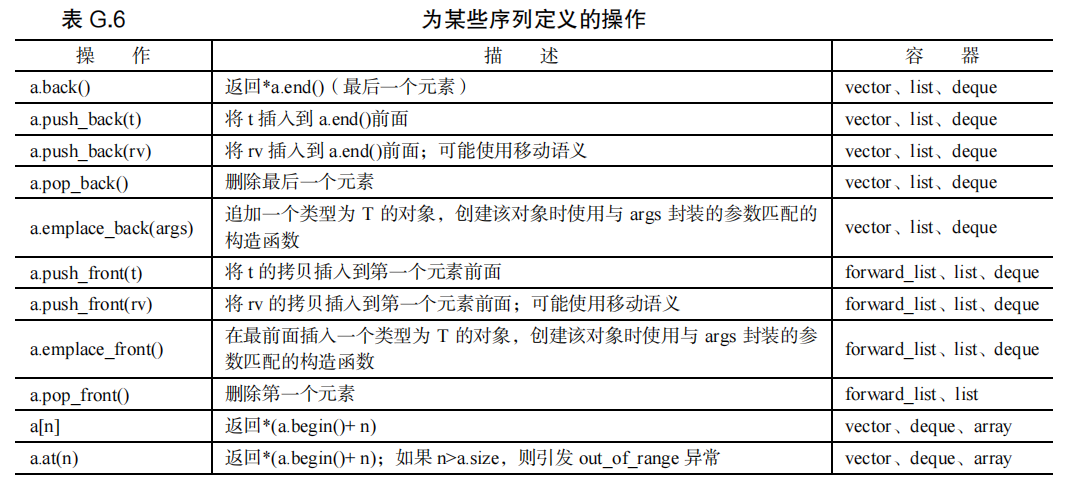 表 G.6 为某些序列定义的操作
操 作 描 述 容 器
a.back() 返回*a.end()（最后一个元素） vector、list、deque
a.push_back(t) 将 t 插入到 a.end()前面 vector、list、deque
a.push_back(rv) 将 rv 插入到 a.end()前面；可能使用移动语义 vector、list、deque
a.pop_back() 删除最后一个元素 vector、list、deque
a.emplace_back(args) 追加一个类型为 T 的对象，创建该对象时使用与 args 封装的参数匹配的
构造函数 vector、list、deque
a.push_front(t) 将 t 的拷贝插入到第一个元素前面 forward_list、list、deque
a.push_front(rv) 将 rv 的拷贝插入到第一个元素前面；可能使用移动语义 forward_list、list、deque
a.emplace_front() 在最前面插入一个类型为 T 的对象，创建该对象时使用与 args 封装的参
数匹配的构造函数 forward_list、list、deque
a.pop_front() 删除第一个元素 forward_list、list
a[n] 返回*(a.begin()+ n) vector、deque、array
a.at(n) 返回*(a.begin()+ n)；如果 n>a.size，则引发 out_of_range 异常 vector、deque、array